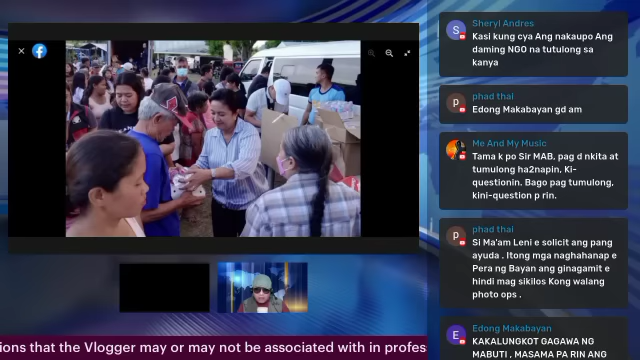 Sheryl Andres
Kasi kung cya Ang nakaupo Ang
daming NGO na tutulong sa
kanya
phad thal
Edong Makabayan gd am
Me And My Music
Tama k po Sir MAB, pag d nkita at
tumulong ha2napin, Ki-
questionin. Bago pag tumulong,
kini-question p rin.
phad thal
Si Ma'am Leni e solicit ang pang
ayuda . Itong mga naghahanap e
Pera ng Bayan ang ginagamit e
hindi mag sikilos Kong walang
photo ops .
Edong Makabayan
KAKALUNGKOT GAGAWA NG
MABUTI , MASAMA PA RIN ANG
ions that the Vlogger may or may not be associated with in profes